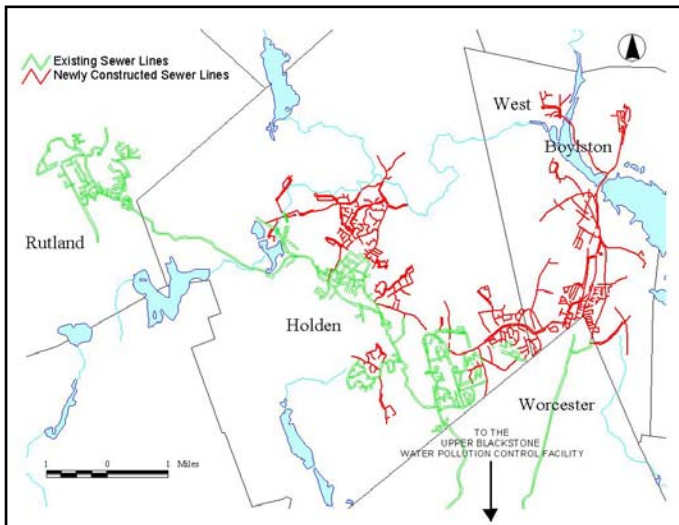 Existing Sewer Lines
Newly Constructed Sewer Lines
West
Boylston
Rutland
Holden
Worcester
TO THE
UPPER BLACKSTONE
WATER POLLUTION CONTROL FACILITY
1 0 1 Miles